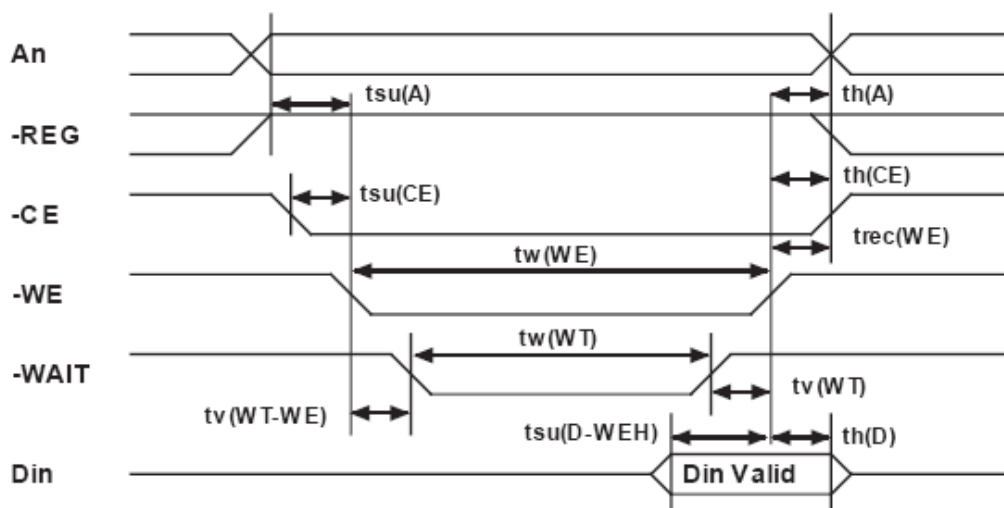 An
tsu(A)
th(A)
-REG
tsu(CE)
th(CE)
-CE
tw(WE)
trec(WE)
-WE
tw(WT)
-WAIT
tv(WT)
tv(WT-WE)
tsu(D-WEH)
th(D)
Din
Din Valid